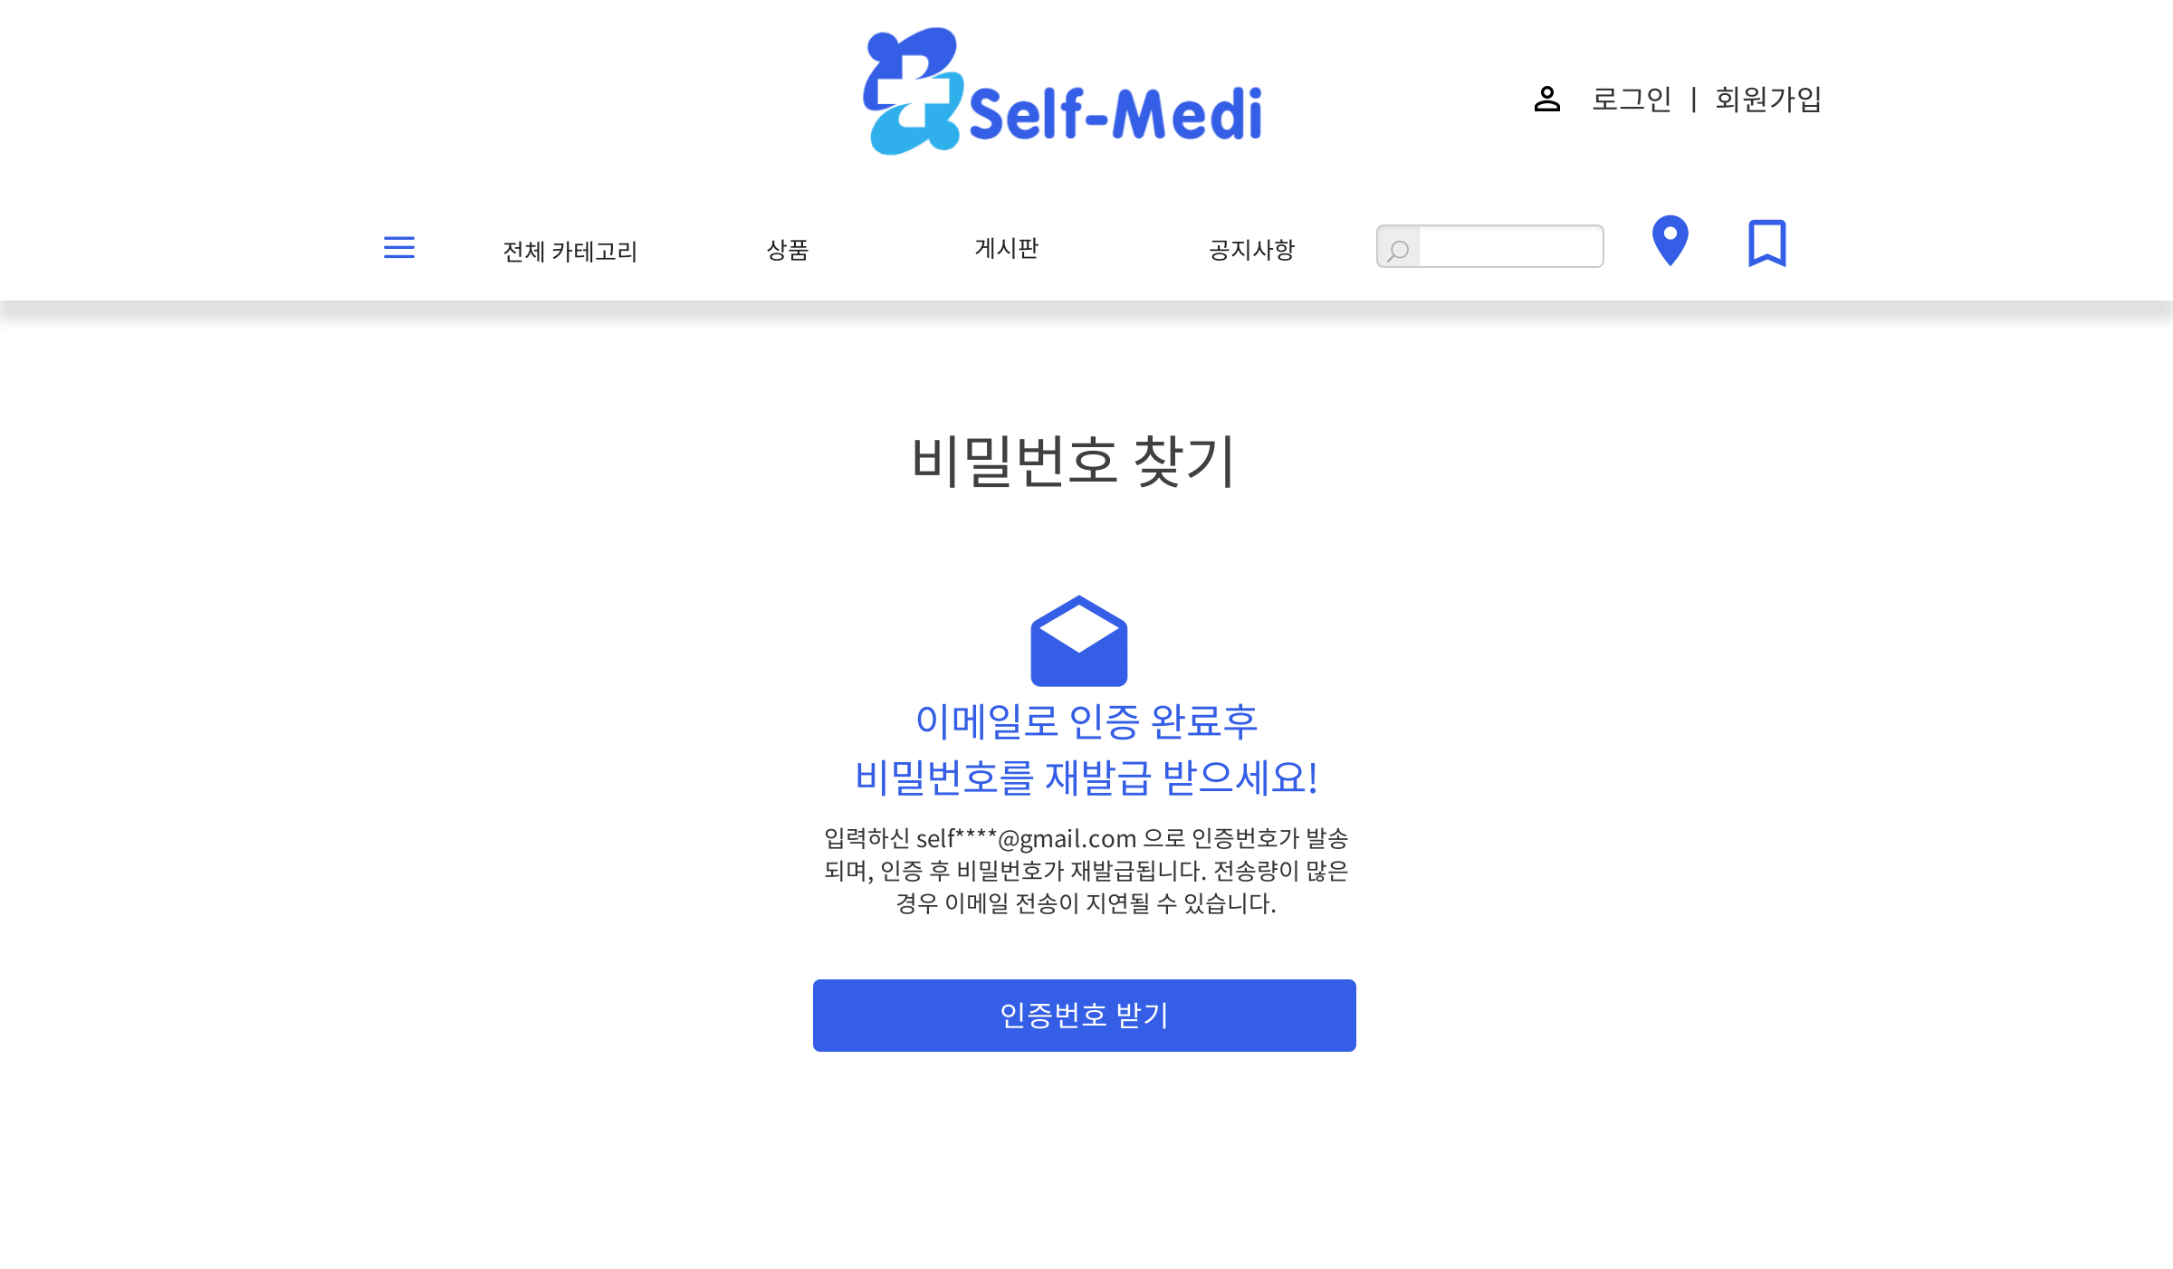 Self-Medi
로그인 | 회원가입
전체 카테고리 상품 게시판 공지사항
비밀번호 찾기
이메일로 인증 완료후
비밀번호를 재발급 받으세요!
입력하신 self****@gmail.com 으로 인증번호가 발송
되며, 인증 후 비밀번호가 재발급됩니다. 전송량이 많은
경우 이메일 전송이 지연될 수 있습니다.
인증번호 받기